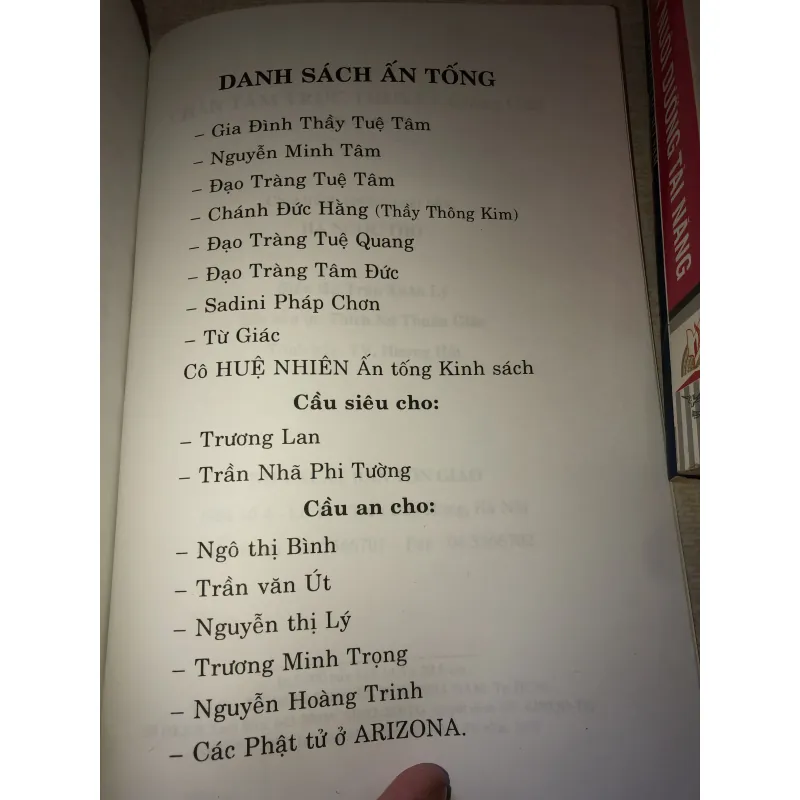 DANH SÁCH ẤN TỐNG
– Gia Đình Thầy Tuệ Tâm
– Nguyễn Minh Tâm
– Đạo Tràng Tuệ Tâm
– Chánh Đức Hằng (Thầy Thông Kim)
– Đạo Tràng Tuệ Quang
– Đạo Tràng Tâm Đức
– Sadini Pháp Chơn
– Từ Giác
Cô HUỆ NHIÊN Ấn tống Kinh sách
Cầu siêu cho:
– Trương Lan
– Trần Nhã Phi Tường
Cầu an cho:
– Ngô thị Bình
– Trần văn Út
– Nguyễn thị Lý
– Trương Minh Trọng
– Nguyễn Hoàng Trinh
– Các Phật tử ở ARIZONA.
DƯỠNG TÀI NĂNG